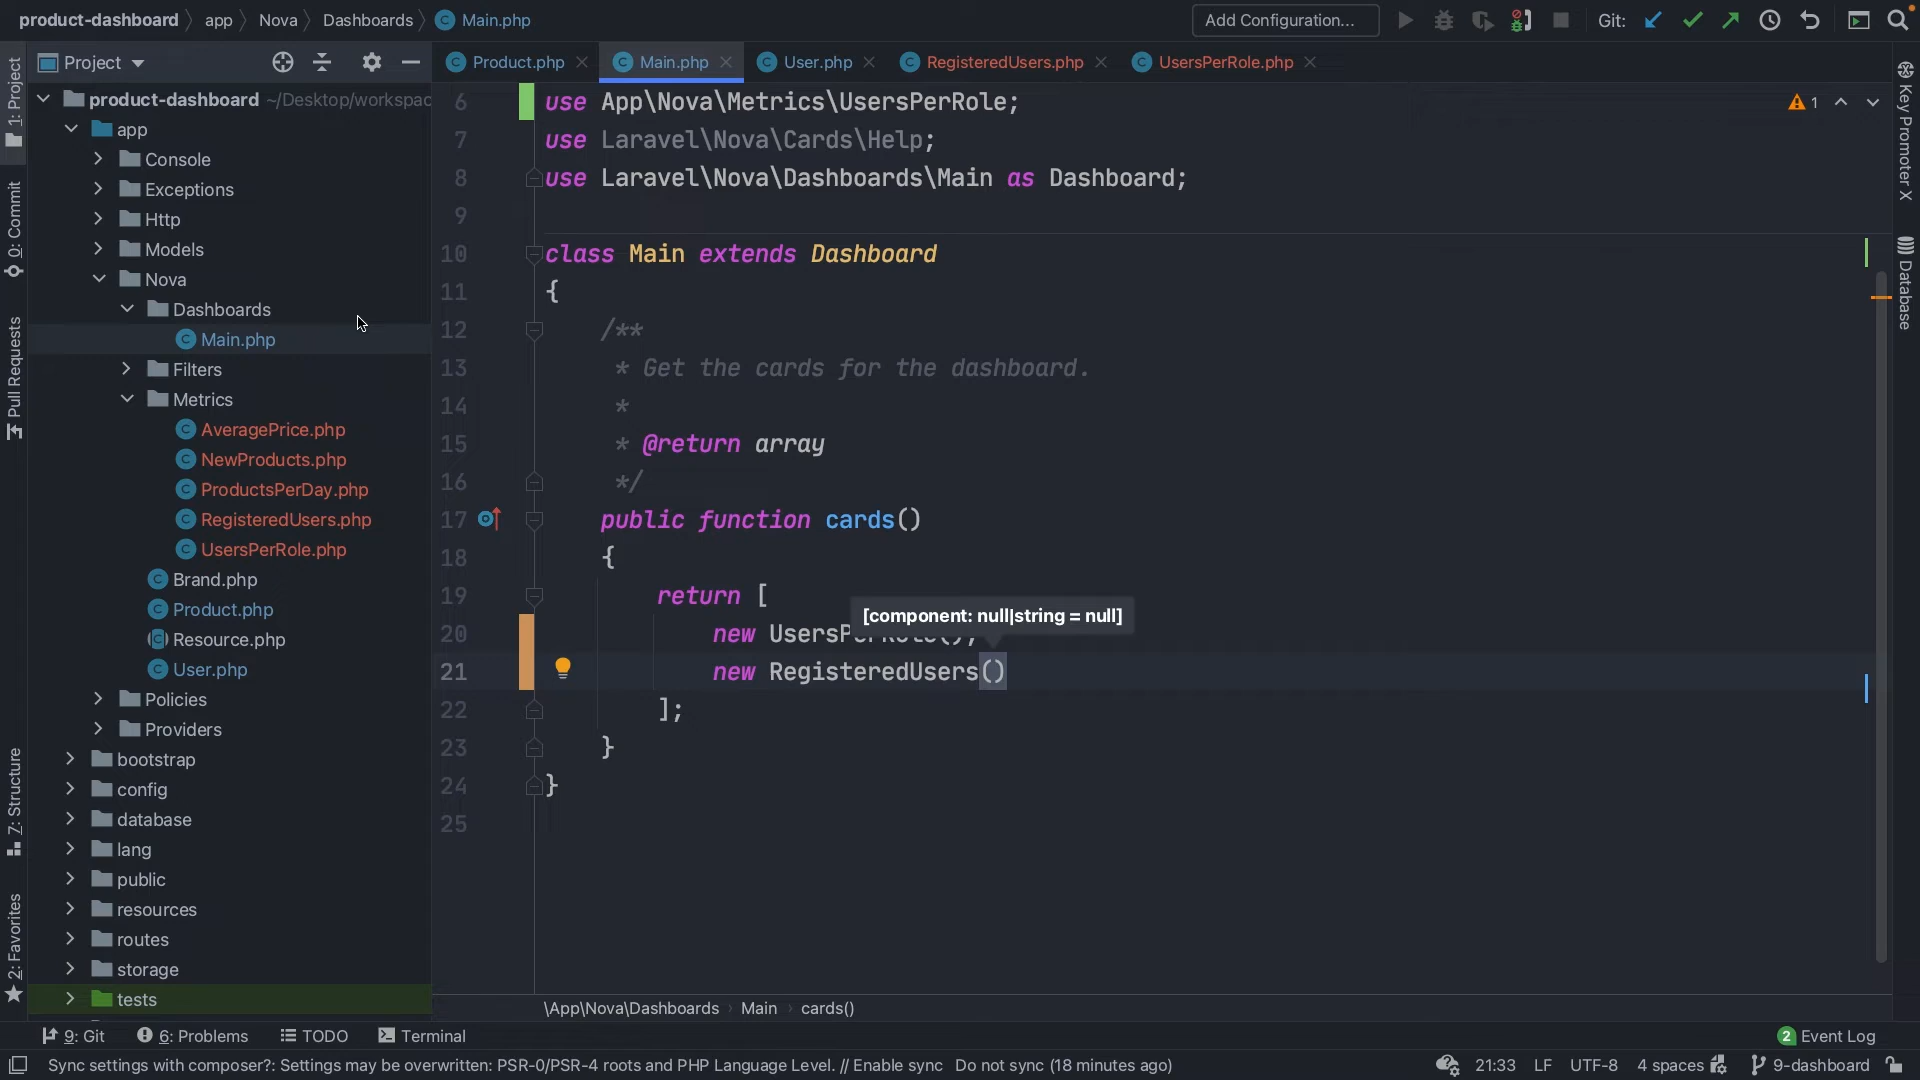 product-dashboard app Nova Dashboards Main.php Add Configuration... Git:
1: Project
0: Commit
Pull Requests
7: Structure
2: Favorites
Project
product-dashboard ~/Desktop/workspac
app
Console
Exceptions
Http
Models
Nova
Dashboards
Main.php
Filters
Metrics
AveragePrice.php
NewProducts.php
ProductsPerDay.php
RegisteredUsers.php
UsersPerRole.php
Brand.php
Product.php
Resource.php
User.php
Policies
Providers
bootstrap
config
database
lang
public
resources
routes
storage
tests
Product.php Main.php User.php RegisteredUsers.php UsersPerRole.php
6 use App\Nova\Metrics\UsersPerRole;
7 use Laravel\Nova\Cards\Help;
8 use Laravel\Nova\Dashboards\Main as Dashboard;
9
10 class Main extends Dashboard
11 {
12 /**
13 * Get the cards for the dashboard.
14 *
15 * @return array
16 */
17 public function cards()
18 {
19 return [
[component: null|string = null]
20 new UsersPerRole(),
21 new RegisteredUsers()
22 ];
23 }
24 }
25
1
Key Promoter X
Database
\App\Nova\Dashboards Main cards()
9: Git 6: Problems TODO Terminal 2 Event Log
Sync settings with composer?: Settings may be overwritten: PSR-0/PSR-4 roots and PHP Language Level. // Enable sync Do not sync (18 minutes ago) 21:33 LF UTF-8 4 spaces 9-dashboard